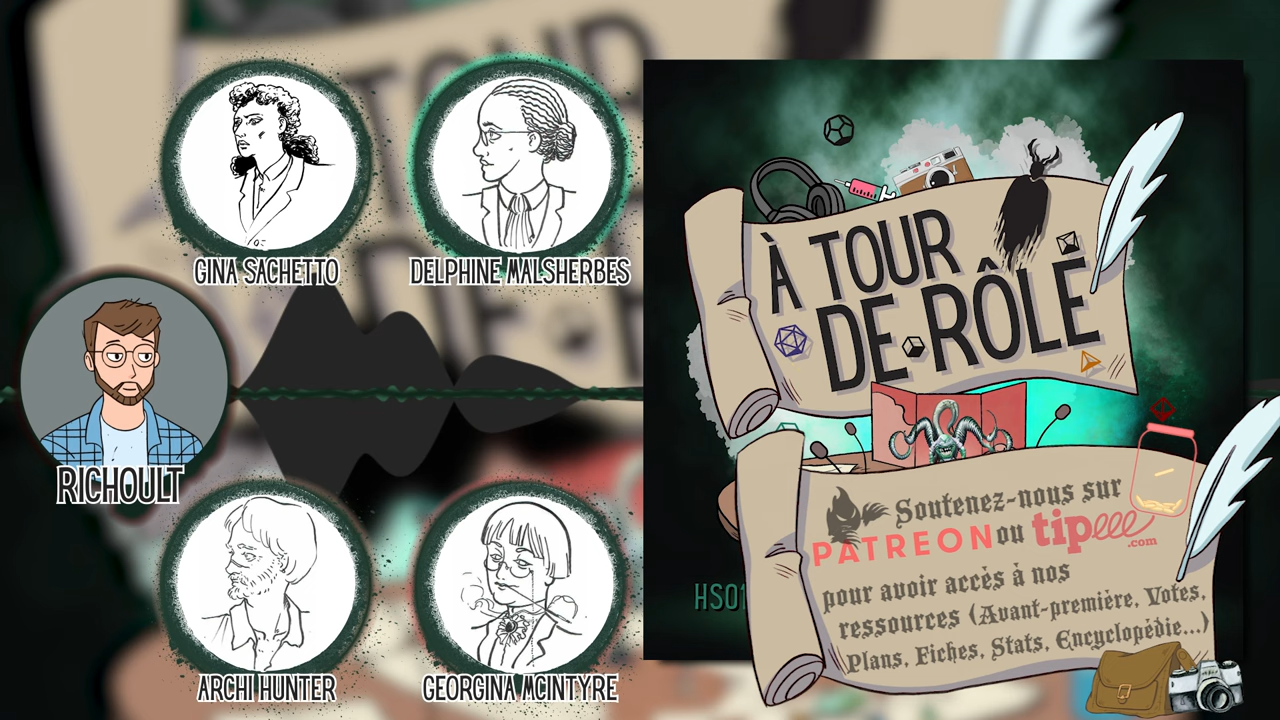 GINA SACHETTO
DELPHINE MALSHERBES
RICHOULT
ARCHI HUNTER
GEORGINA MCINTYRE
À TOUR
DE RÔLE
HS01
Soutenez-nous sur
PATREON ou tipeee.com
pour avoir accès à nos
ressources (Avant-première, Votes,
Plans, Fiches, Stats, Encyclopédie...)